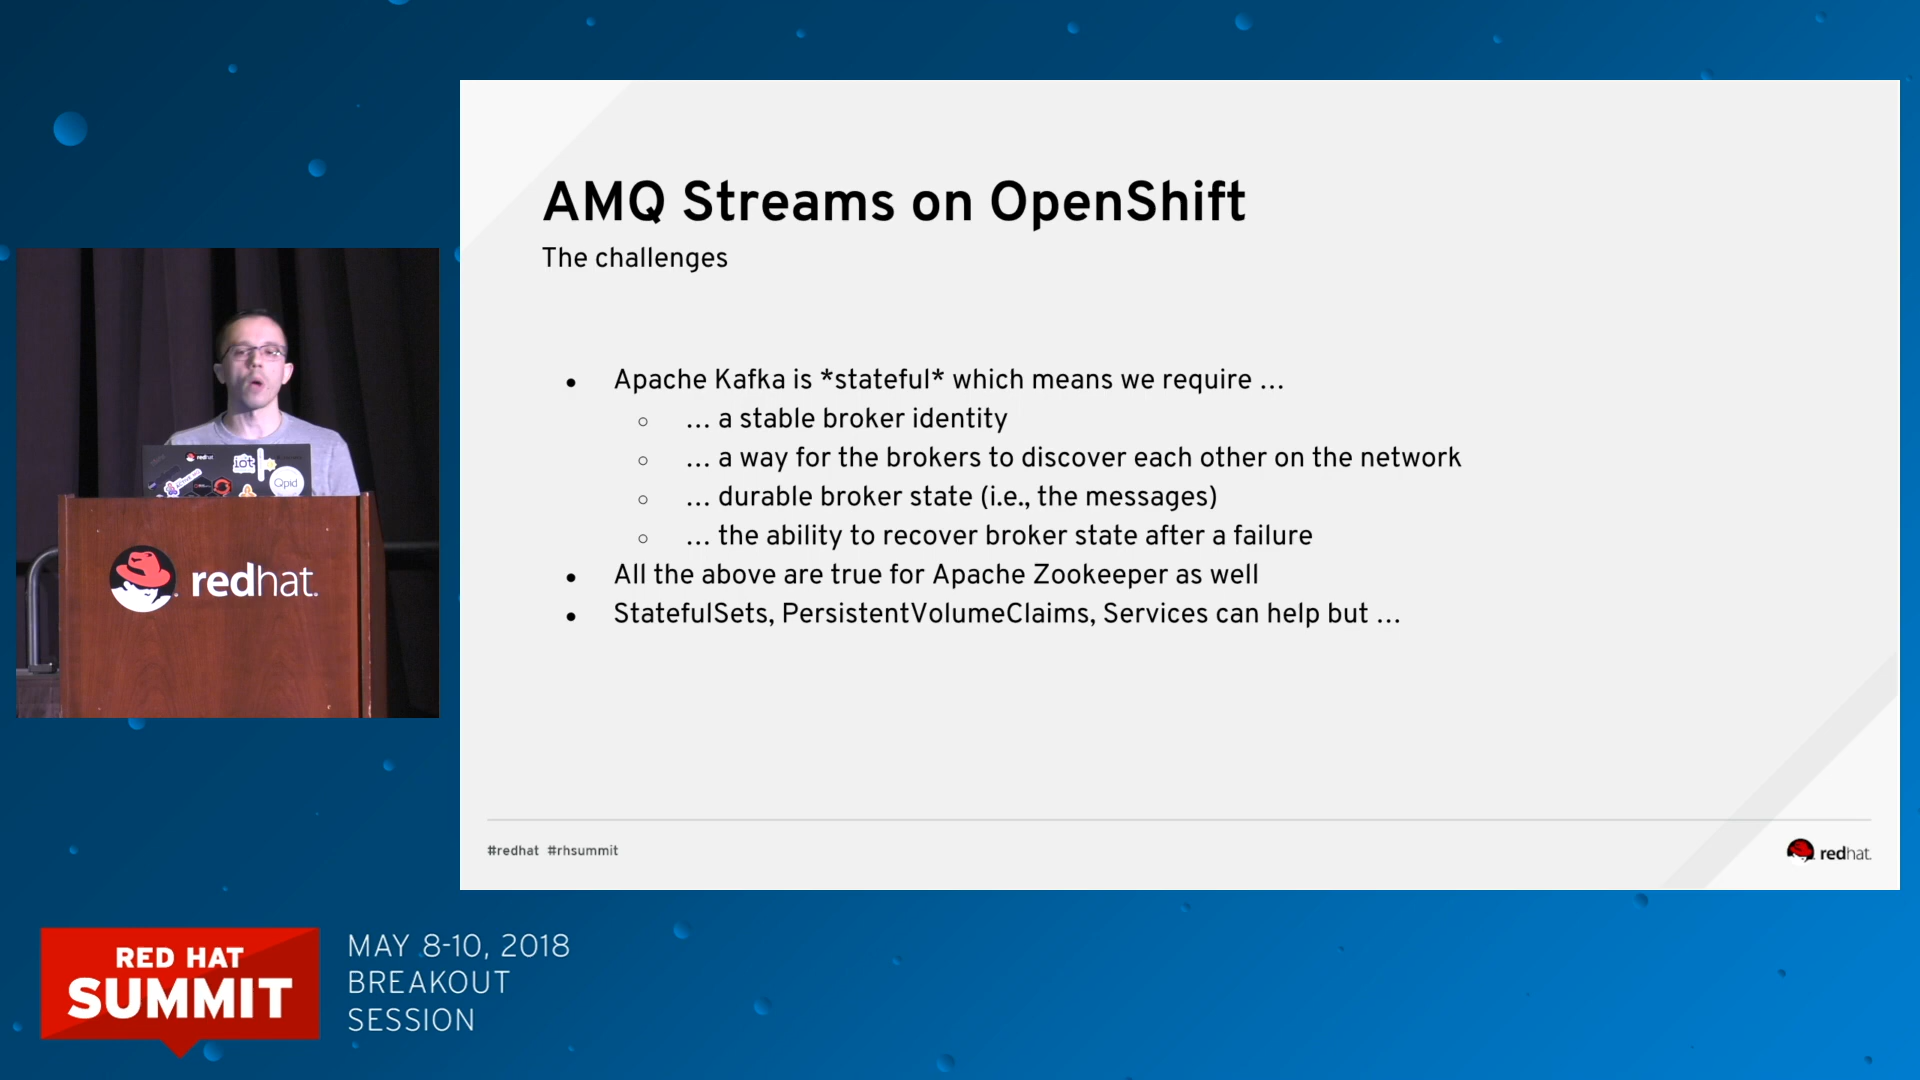 AMQ Streams on OpenShift
The challenges
● Apache Kafka is *stateful* which means we require …
○ … a stable broker identity
○ … a way for the brokers to discover each other on the network
○ … durable broker state (i.e., the messages)
○ … the ability to recover broker state after a failure
● All the above are true for Apache Zookeeper as well
● StatefulSets, PersistentVolumeClaims, Services can help but …
#redhat #rhsummit
redhat.
redhat
iot
Qpid
redhat.
RED HAT
SUMMIT
MAY 8-10, 2018
BREAKOUT
SESSION